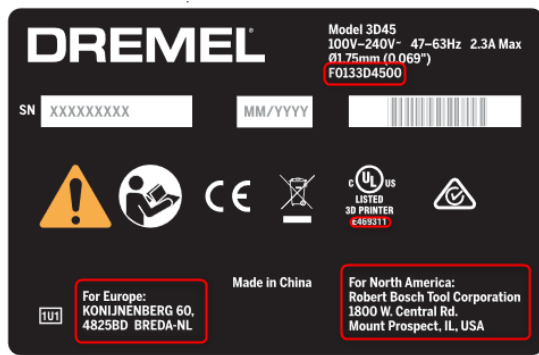 DREMEL
Model 3D45
100V–240V~ 47–63Hz 2.3A Max
Ø1.75mm (0.069")
F0133D4500
SN XXXXXXXXX
MM/YYYY
CE
c UL US
LISTED
3D PRINTER
E469311
Made in China
1U1
For Europe:
KONIJNENBERG 60,
4825BD BREDA-NL
For North America:
Robert Bosch Tool Corporation
1800 W. Central Rd.
Mount Prospect, IL, USA